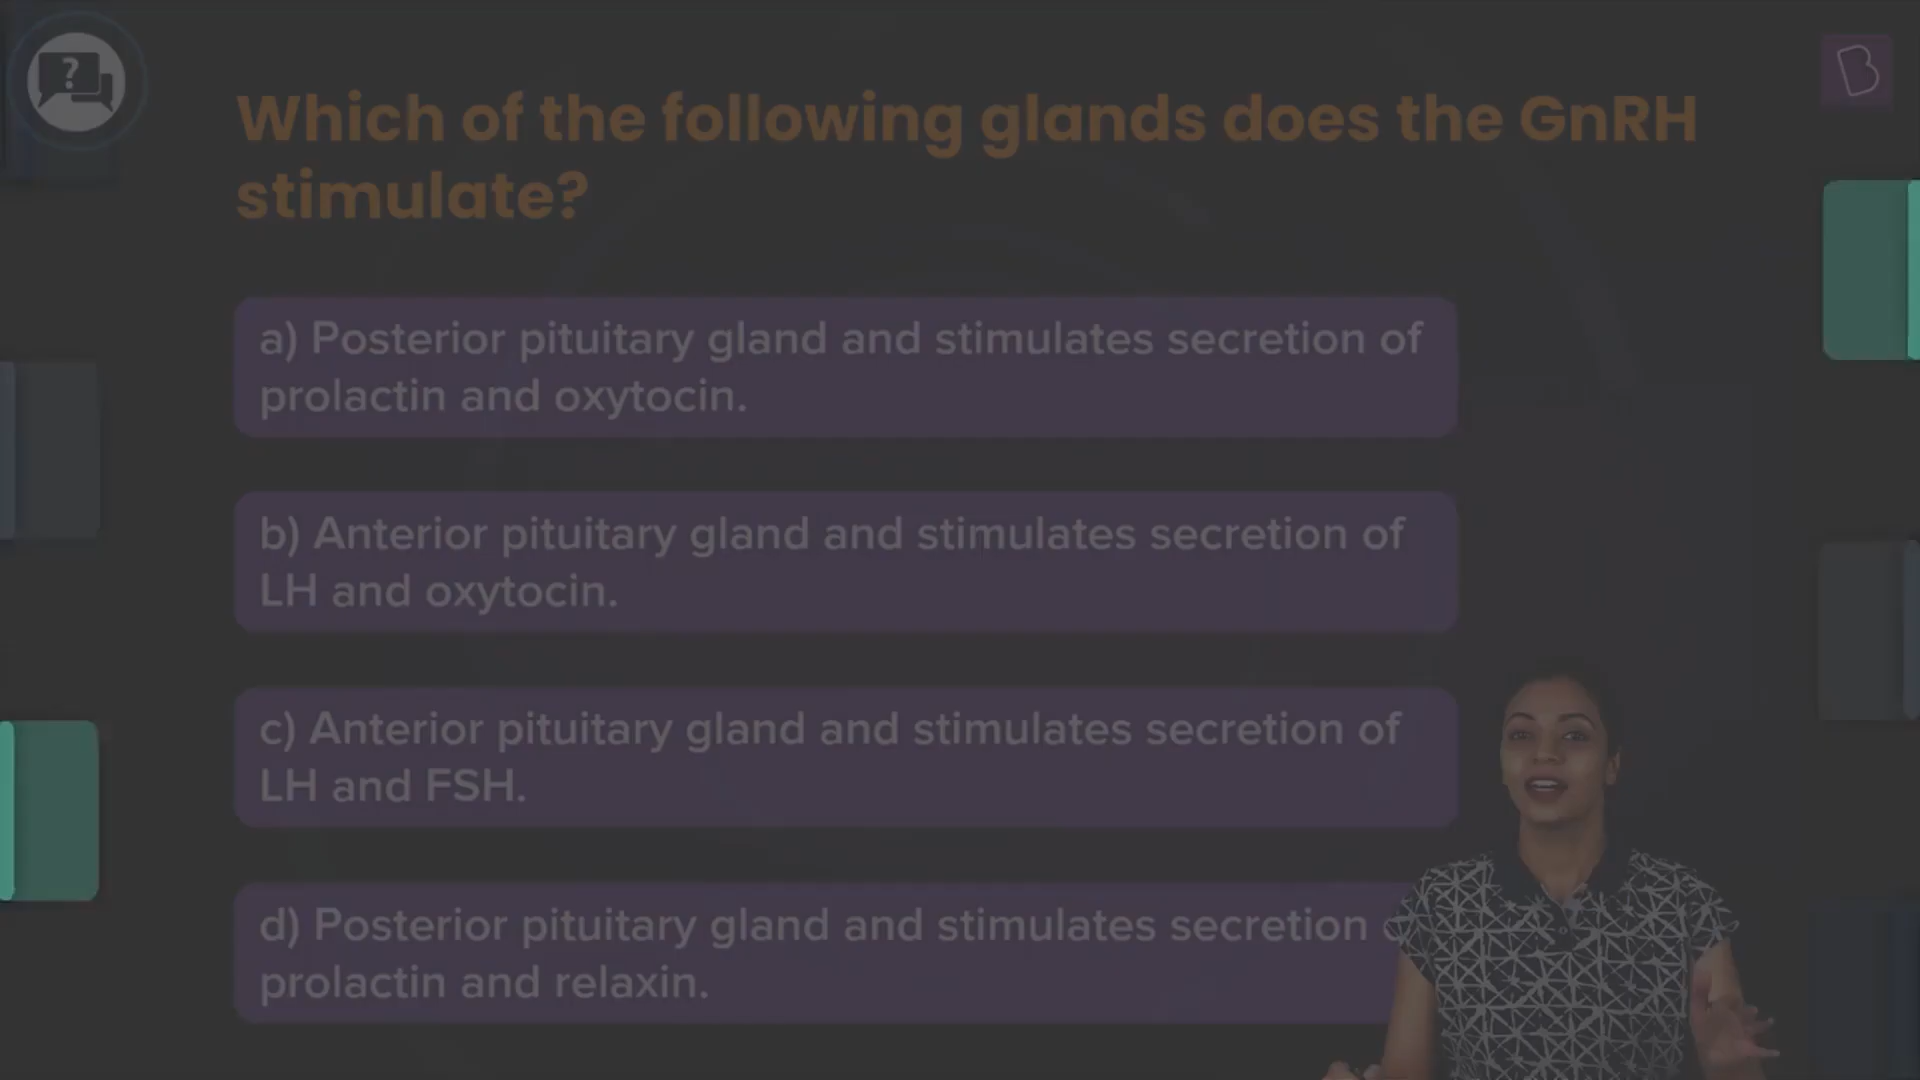 ?
Which of the following glands does the GnRH
stimulate?
a) Posterior pituitary gland and stimulates secretion of
prolactin and oxytocin.
b) Anterior pituitary gland and stimulates secretion of
LH and oxytocin.
c) Anterior pituitary gland and stimulates secretion of
LH and FSH.
d) Posterior pituitary gland and stimulates secretion
prolactin and relaxin.
B